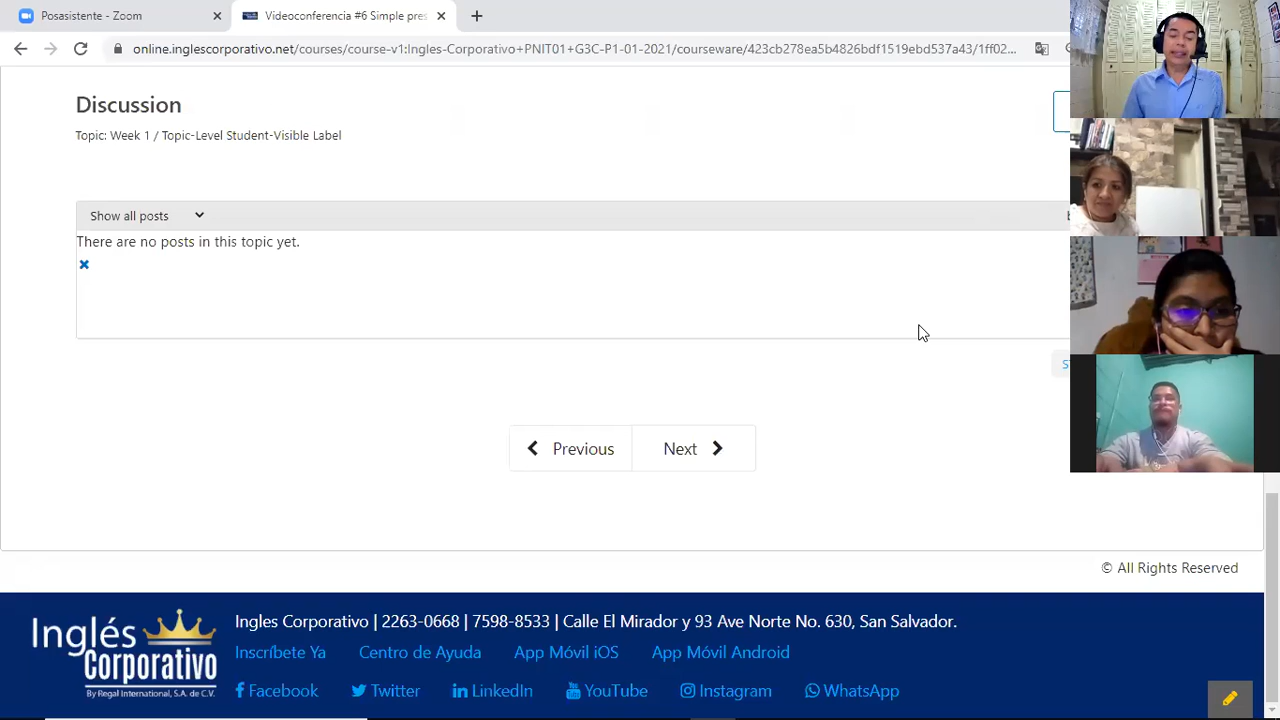 Posasistente - Zoom
Videoconferencia #6 Simple pres
online.inglescorporativo.net/courses/course-v1:Ingles-Corporativo+PNIT01+G3C-P1-01-2021/courseware/423cb278ea5b4826bdf1519ebd537a43/1ff02...
Discussion
Topic: Week 1 / Topic-Level Student-Visible Label
Show all posts
There are no posts in this topic yet.
Previous
Next
© All Rights Reserved
Inglés
Corporativo
By Regal International, S.A. de C.V.
Ingles Corporativo | 2263-0668 | 7598-8533 | Calle El Mirador y 93 Ave Norte No. 630, San Salvador.
Inscríbete Ya Centro de Ayuda App Móvil iOS App Móvil Android
Facebook Twitter LinkedIn YouTube Instagram WhatsApp